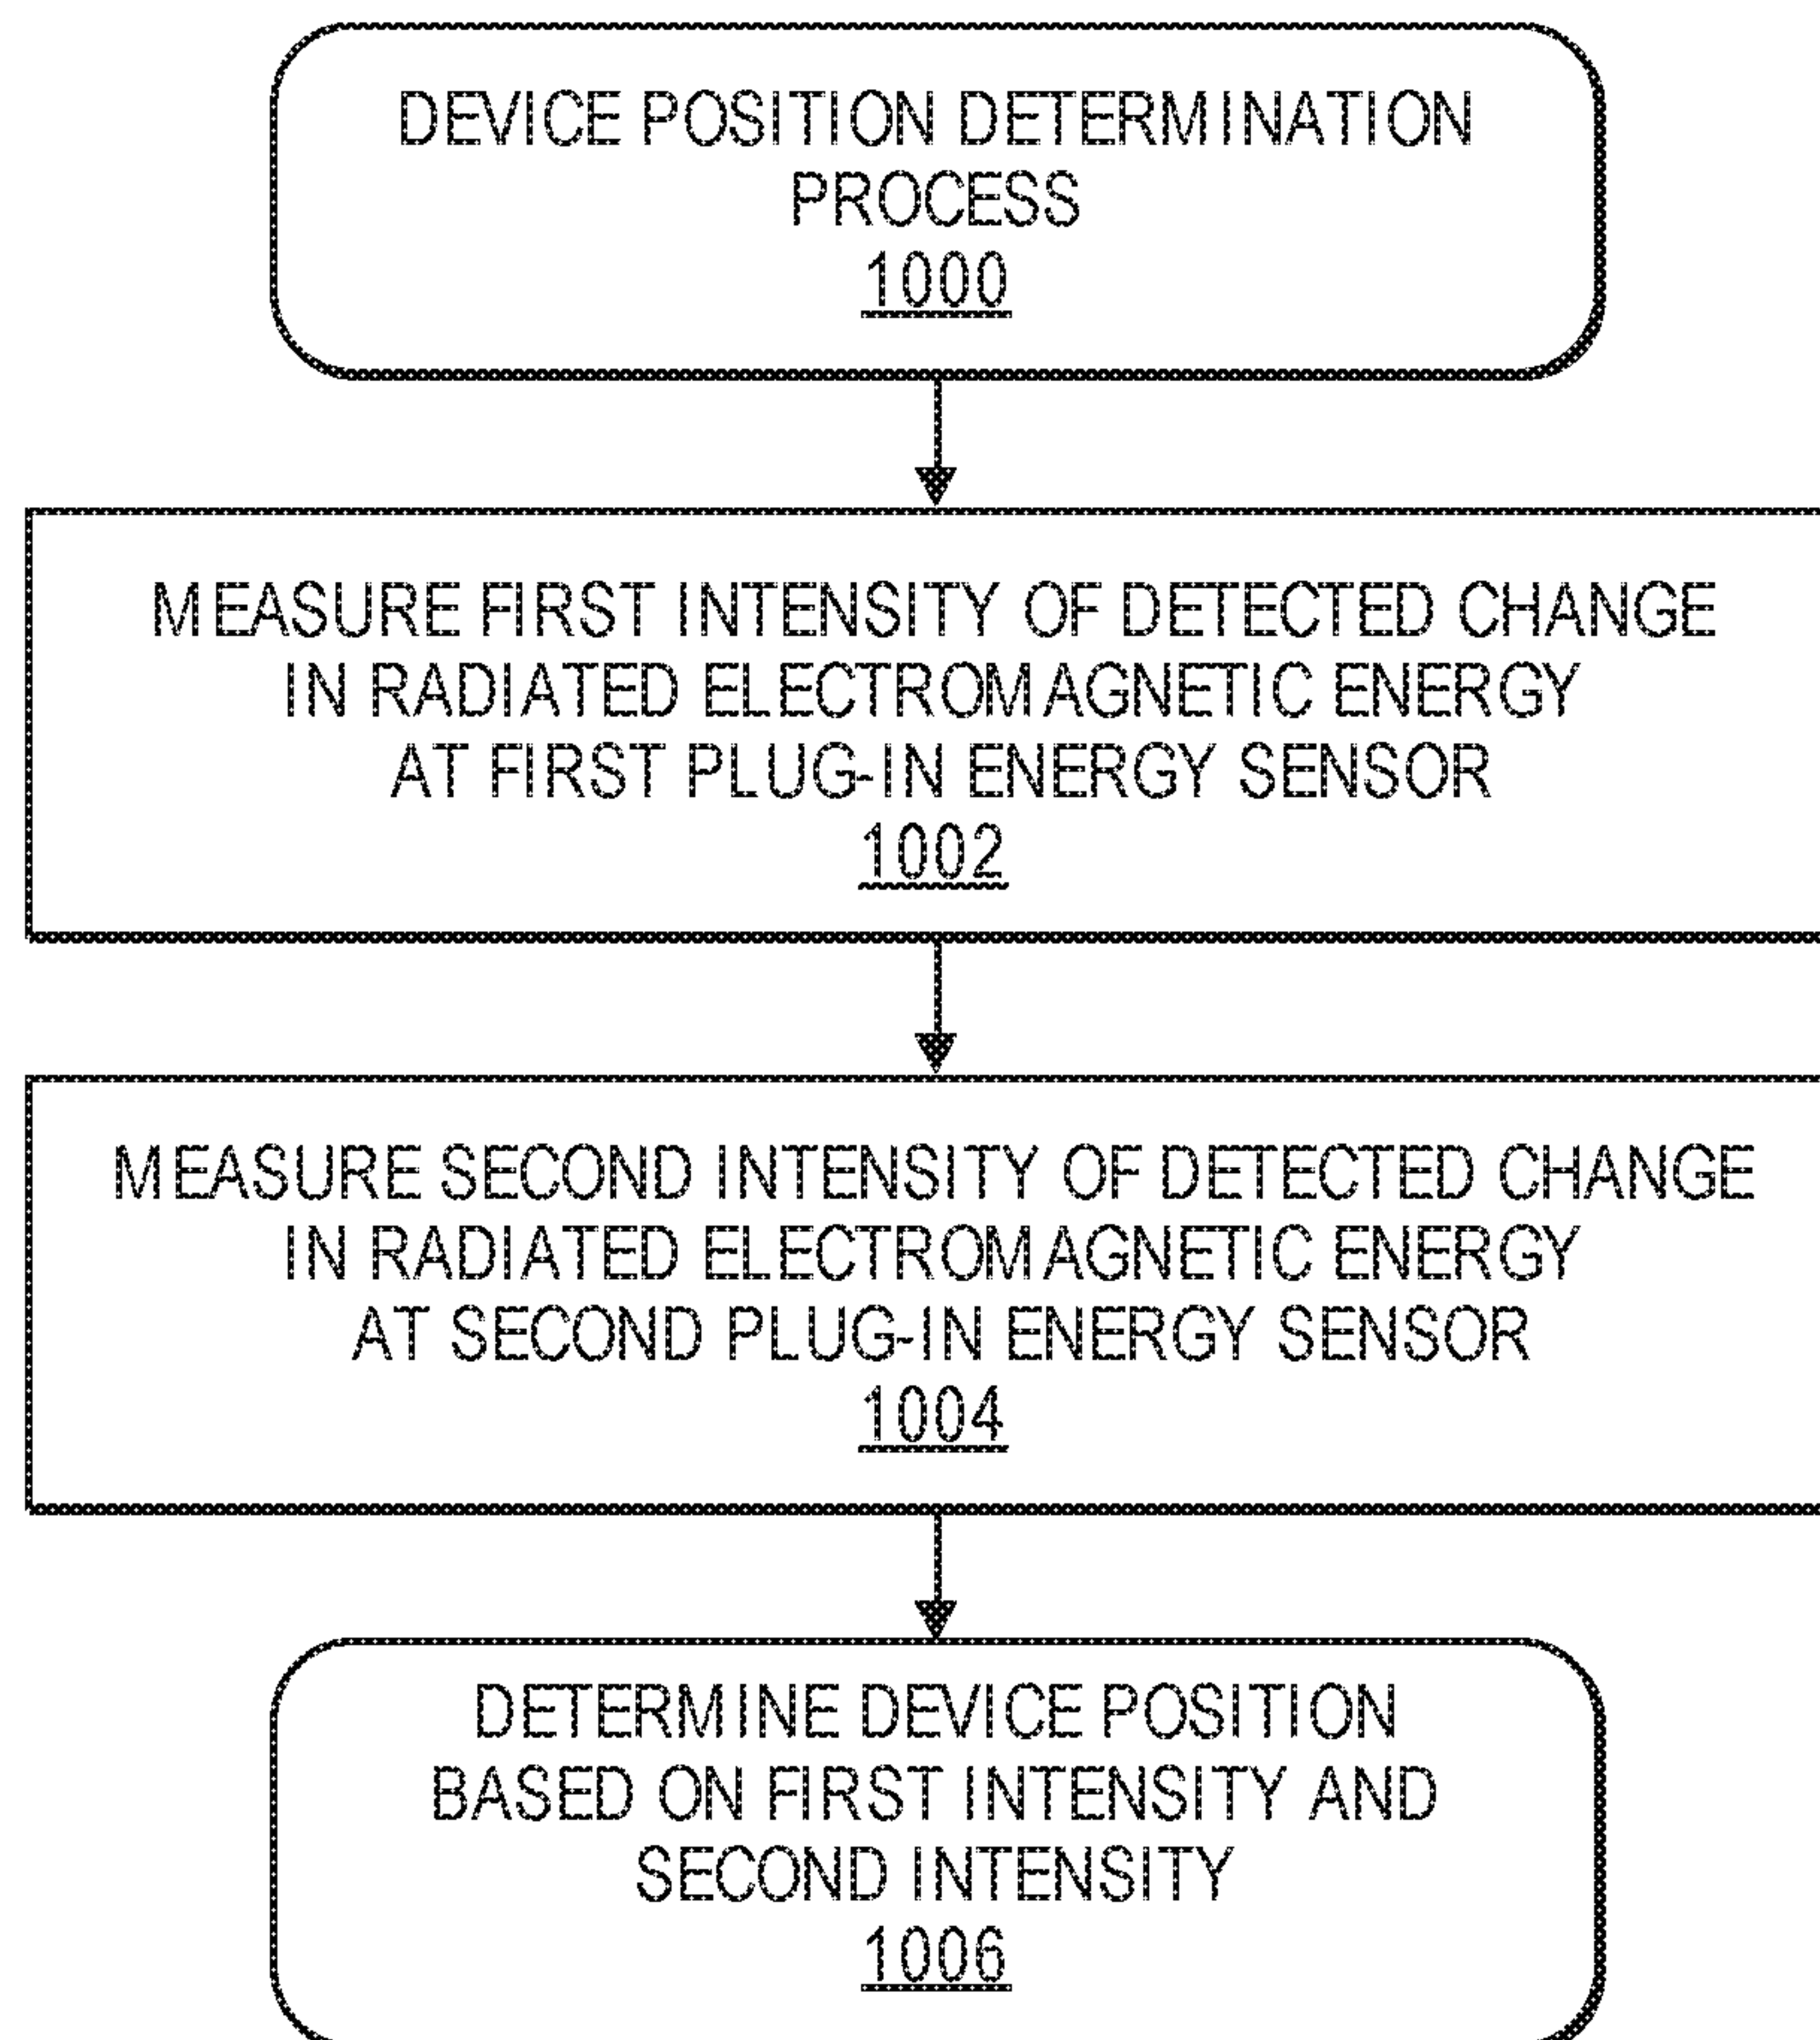 DEVICE POSITION DETERMINATION
PROCESS
1000
MEASURE FIRST INTENSITY OF DETECTED CHANGE
IN RADIATED ELECTROMAGNETIC ENERGY
AT FIRST PLUG-IN ENERGY SENSOR
1002
MEASURE SECOND INTENSITY OF DETECTED CHANGE
IN RADIATED ELECTROMAGNETIC ENERGY
AT SECOND PLUG-IN ENERGY SENSOR
1004
DETERMINE DEVICE POSITION
BASED ON FIRST INTENSITY AND
SECOND INTENSITY
1006